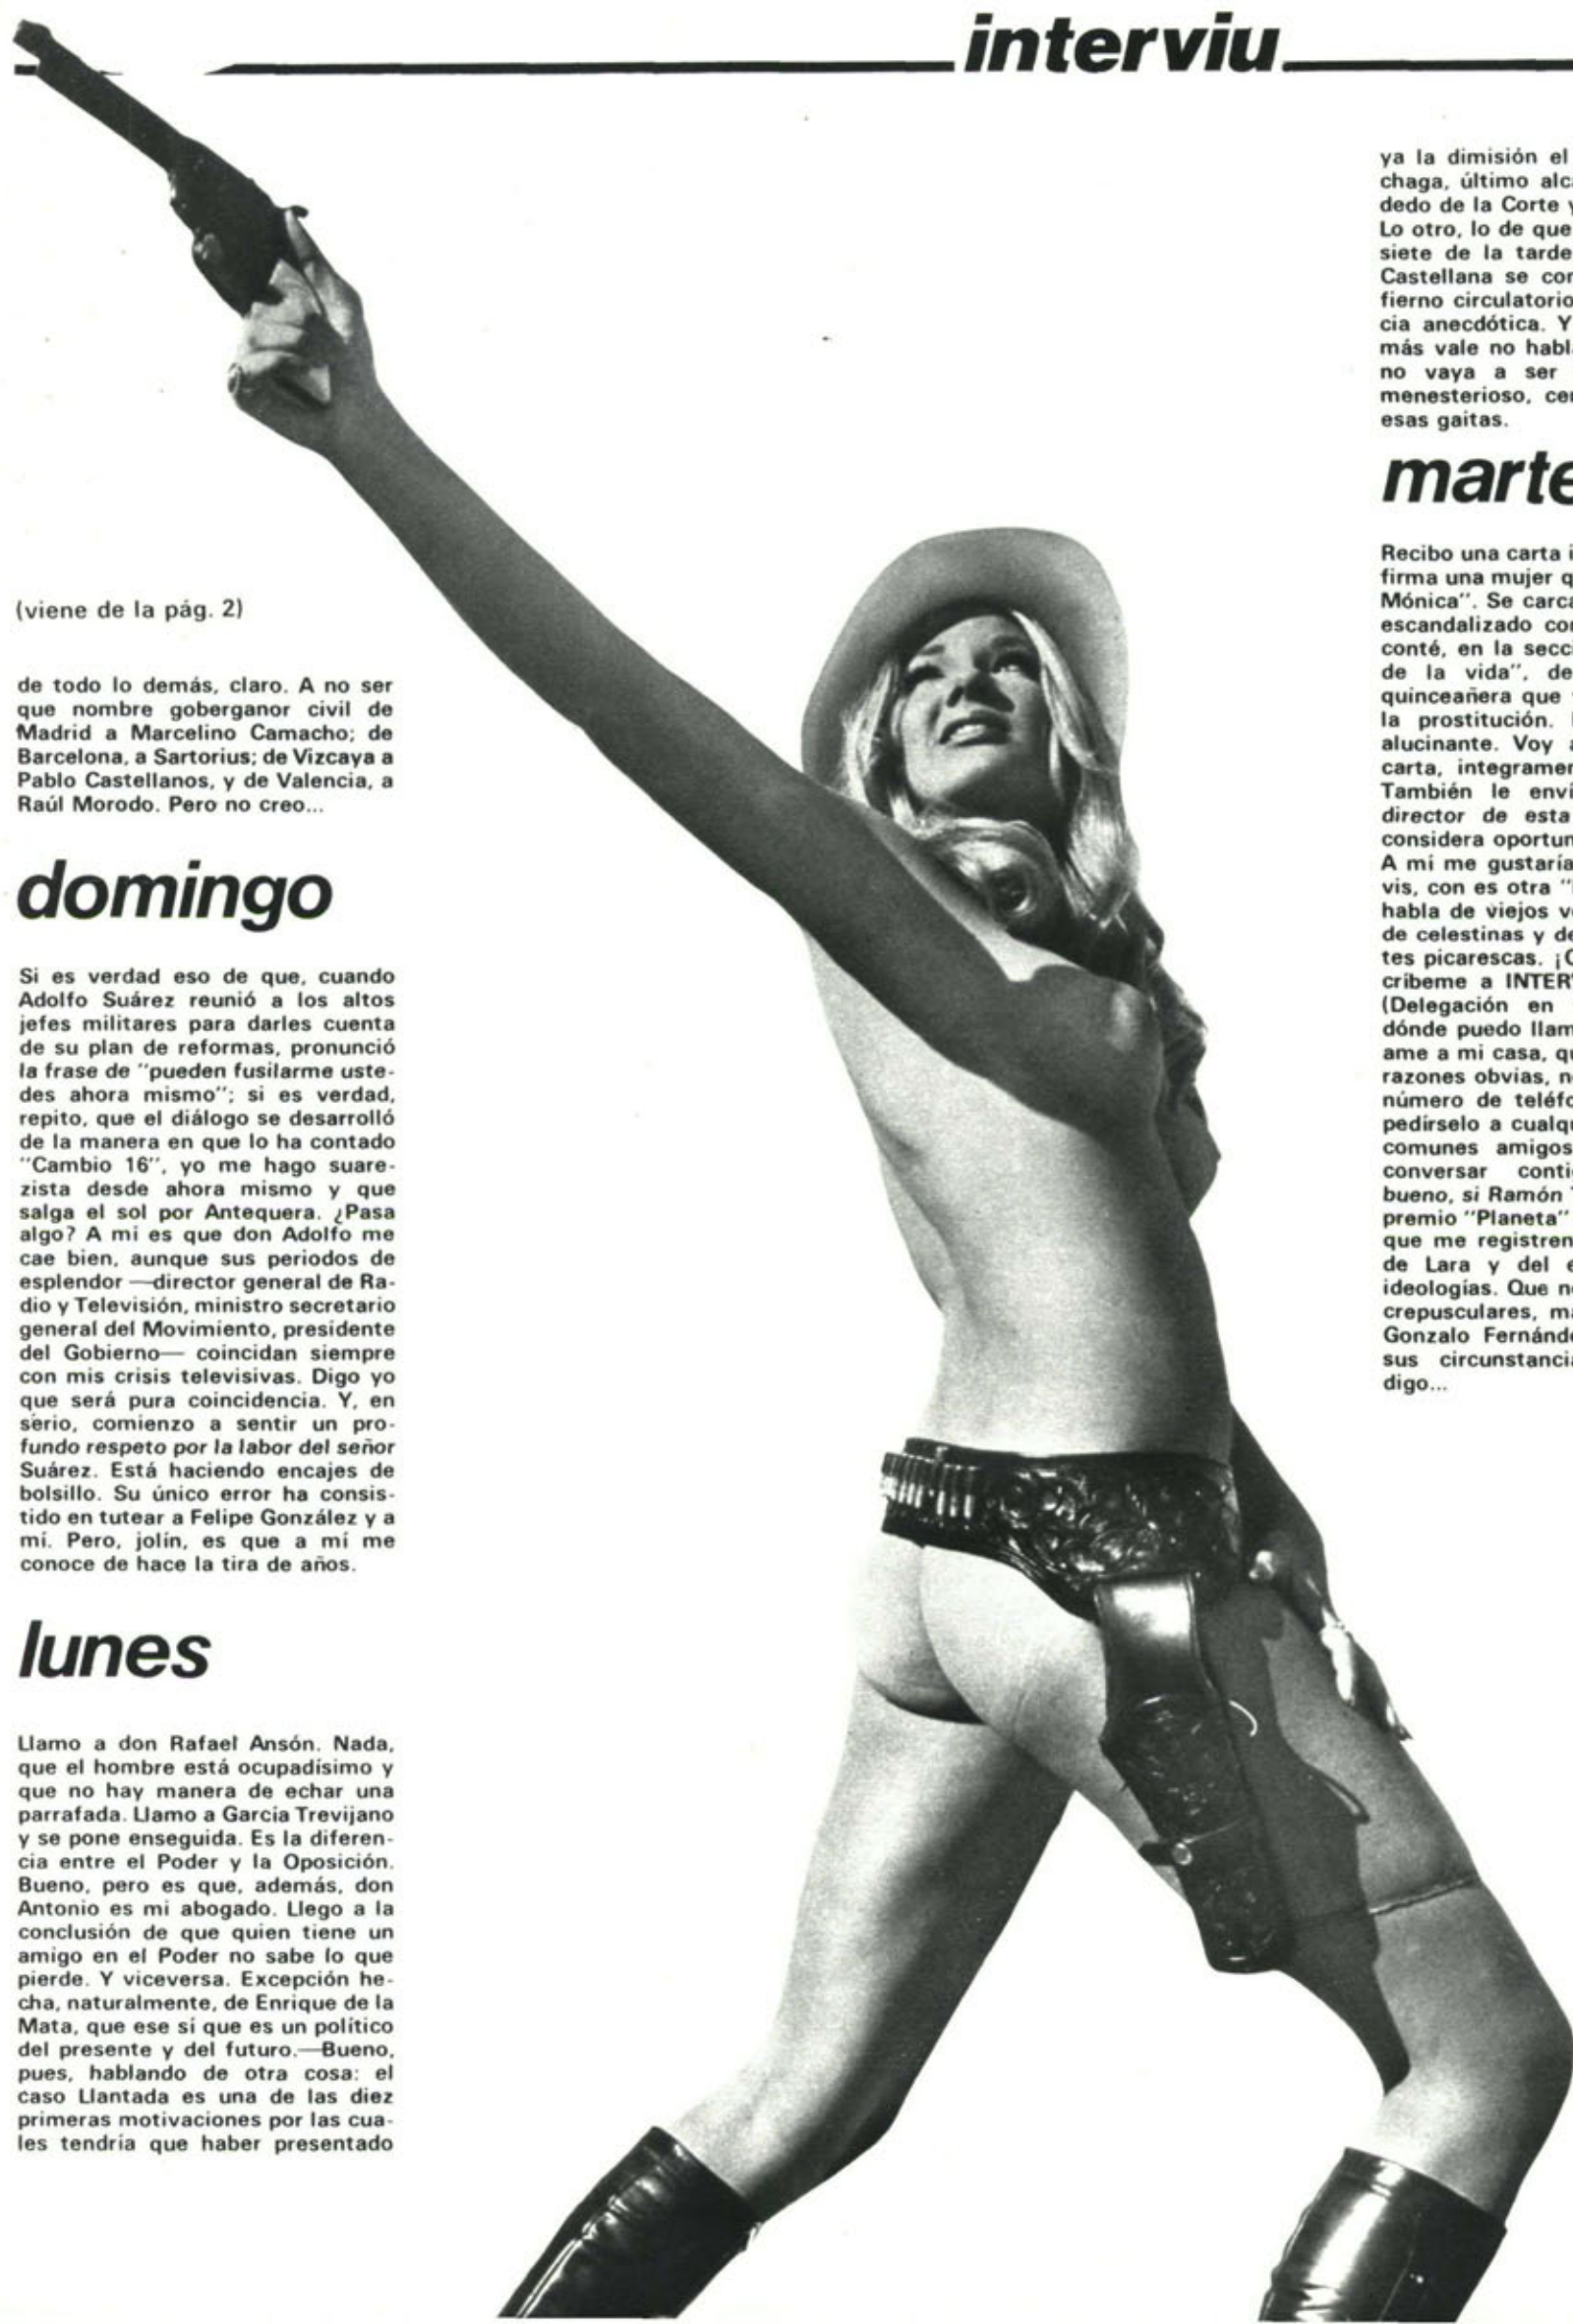 interviu
(viene de la pág. 2)
de todo lo demás, claro. A no ser
que nombre goberganor civil de
Madrid a Marcelino Camacho; de
Barcelona, a Sartorius; de Vizcaya a
Pablo Castellanos, y de Valencia, a
Raúl Morodo. Pero no creo...
domingo
Si es verdad eso de que, cuando
Adolfo Suárez reunió a los altos
jefes militares para darles cuenta
de su plan de reformas, pronunció
la frase de "pueden fusilarme uste-
des ahora mismo"; si es verdad,
repito, que el diálogo se desarrolló
de la manera en que lo ha contado
"Cambio 16", yo me hago suare-
zista desde ahora mismo y que
salga el sol por Antequera. ¿Pasa
algo? A mi es que don Adolfo me
cae bien, aunque sus periodos de
esplendor —director general de Ra-
dio y Televisión, ministro secretario
general del Movimiento, presidente
del Gobierno— coincidan siempre
con mis crisis televisivas. Digo yo
que será pura coincidencia. Y, en
serio, comienzo a sentir un pro-
fundo respeto por la labor del señor
Suárez. Está haciendo encajes de
bolsillo. Su único error ha consis-
tido en tutear a Felipe González y a
mí. Pero, jolín, es que a mí me
conoce de hace la tira de años.
lunes
Llamo a don Rafael Ansón. Nada,
que el hombre está ocupadísimo y
que no hay manera de echar una
parrafada. Llamo a García Trevijano
y se pone enseguida. Es la diferen-
cia entre el Poder y la Oposición.
Bueno, pero es que, además, don
Antonio es mi abogado. Llego a la
conclusión de que quien tiene un
amigo en el Poder no sabe lo que
pierde. Y viceversa. Excepción he-
cha, naturalmente, de Enrique de la
Mata, que ese sí que es un político
del presente y del futuro.—Bueno,
pues, hablando de otra cosa: el
caso Llantada es una de las diez
primeras motivaciones por las cua-
les tendría que haber presentado
ya la dimisión el
chaga, último alc
dedo de la Corte y
Lo otro, lo de que
siete de la tarde
Castellana se con
fierno circulatorio
cia anecdótica. Y
más vale no habl
no vaya a ser
menesterioso, cer
esas gaitas.
marte
Recibo una carta i
firma una mujer q
Mónica". Se carca
escandalizado con
conté, en la secci
de la vida", de
quinceañera que
la prostitución.
alucinante. Voy a
carta, integramen
También le enví
director de esta
considera oportun
A mi me gustaría
vis, con es otra "
habla de viejos v
de celestinas y de
tes picarescas. ¡
cribeme a INTER
(Delegación en
dónde puedo llam
ame a mi casa, qu
razones obvias, n
número de teléfo
pedírselo a cualqu
comunes amigos
conversar conti
bueno, si Ramón
premio "Planeta"
que me registren
de Lara y del e
ideologías. Que n
crepusculares, m
Gonzalo Fernánd
sus circunstancia
digo...